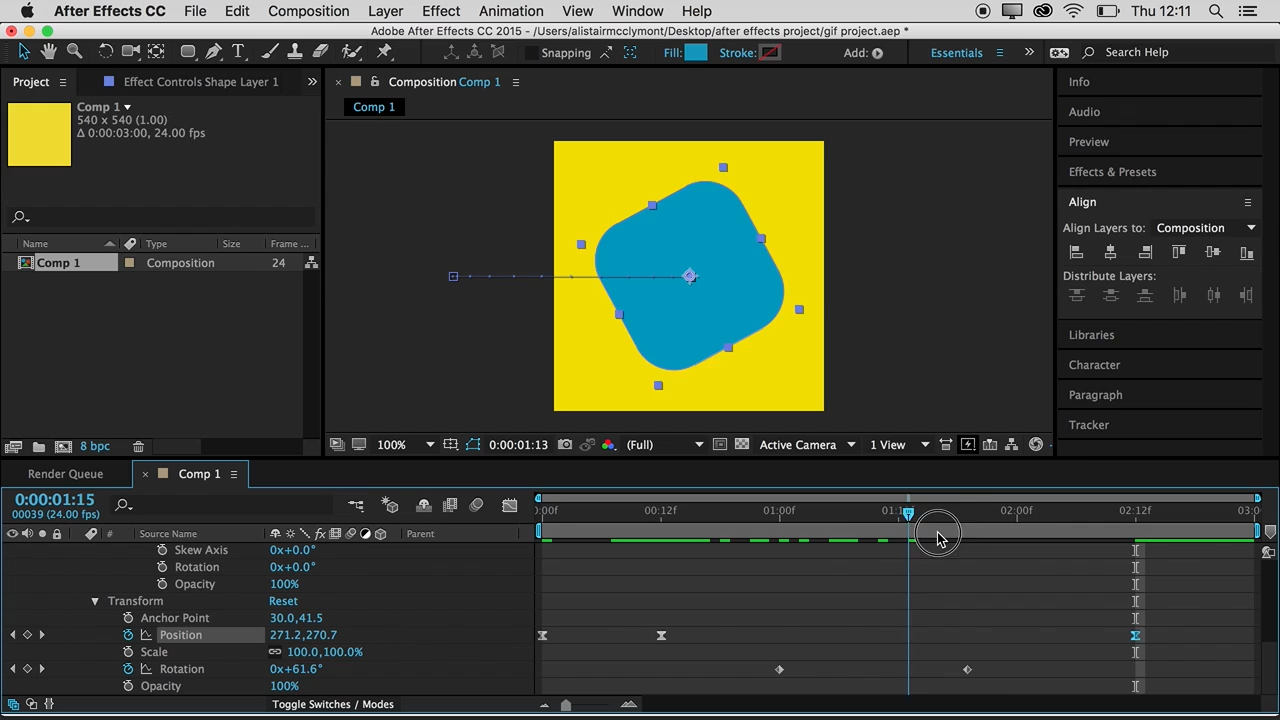 After Effects CC File Edit Composition Layer Effect Animation View Window Help Thu 12:11
Adobe After Effects CC 2015 - /Users/alistairmcclymont/Desktop/after effects project/gif project.aep *
Snapping Fill: Stroke: Add: Essentials Search Help
Project Effect Controls Shape Layer 1 Composition Comp 1 Info
Comp 1
540 x 540 (1.00)
Δ 0:00:03:00, 24.00 fps
Comp 1
Audio
Preview
Effects & Presets
Align
Align Layers to: Composition
Distribute Layers:
Libraries
Character
Paragraph
Tracker
Name Type Size Frame ...
Comp 1 Composition 24
8 bpc
100% 0:00:01:13 (Full) Active Camera 1 View
Render Queue Comp 1
0:00:01:15
00039 (24.00 fps)
:00f 00:12f 01:00f 02:00f 02:12f 03:0
# Source Name Parent
Skew Axis 0x+0.0°
Rotation 0x+0.0°
Opacity 100%
Transform Reset
Anchor Point 30.0,41.5
Position 271.2,270.7
Scale 100.0,100.0%
Rotation 0x+61.6°
Opacity 100%
Toggle Switches / Modes